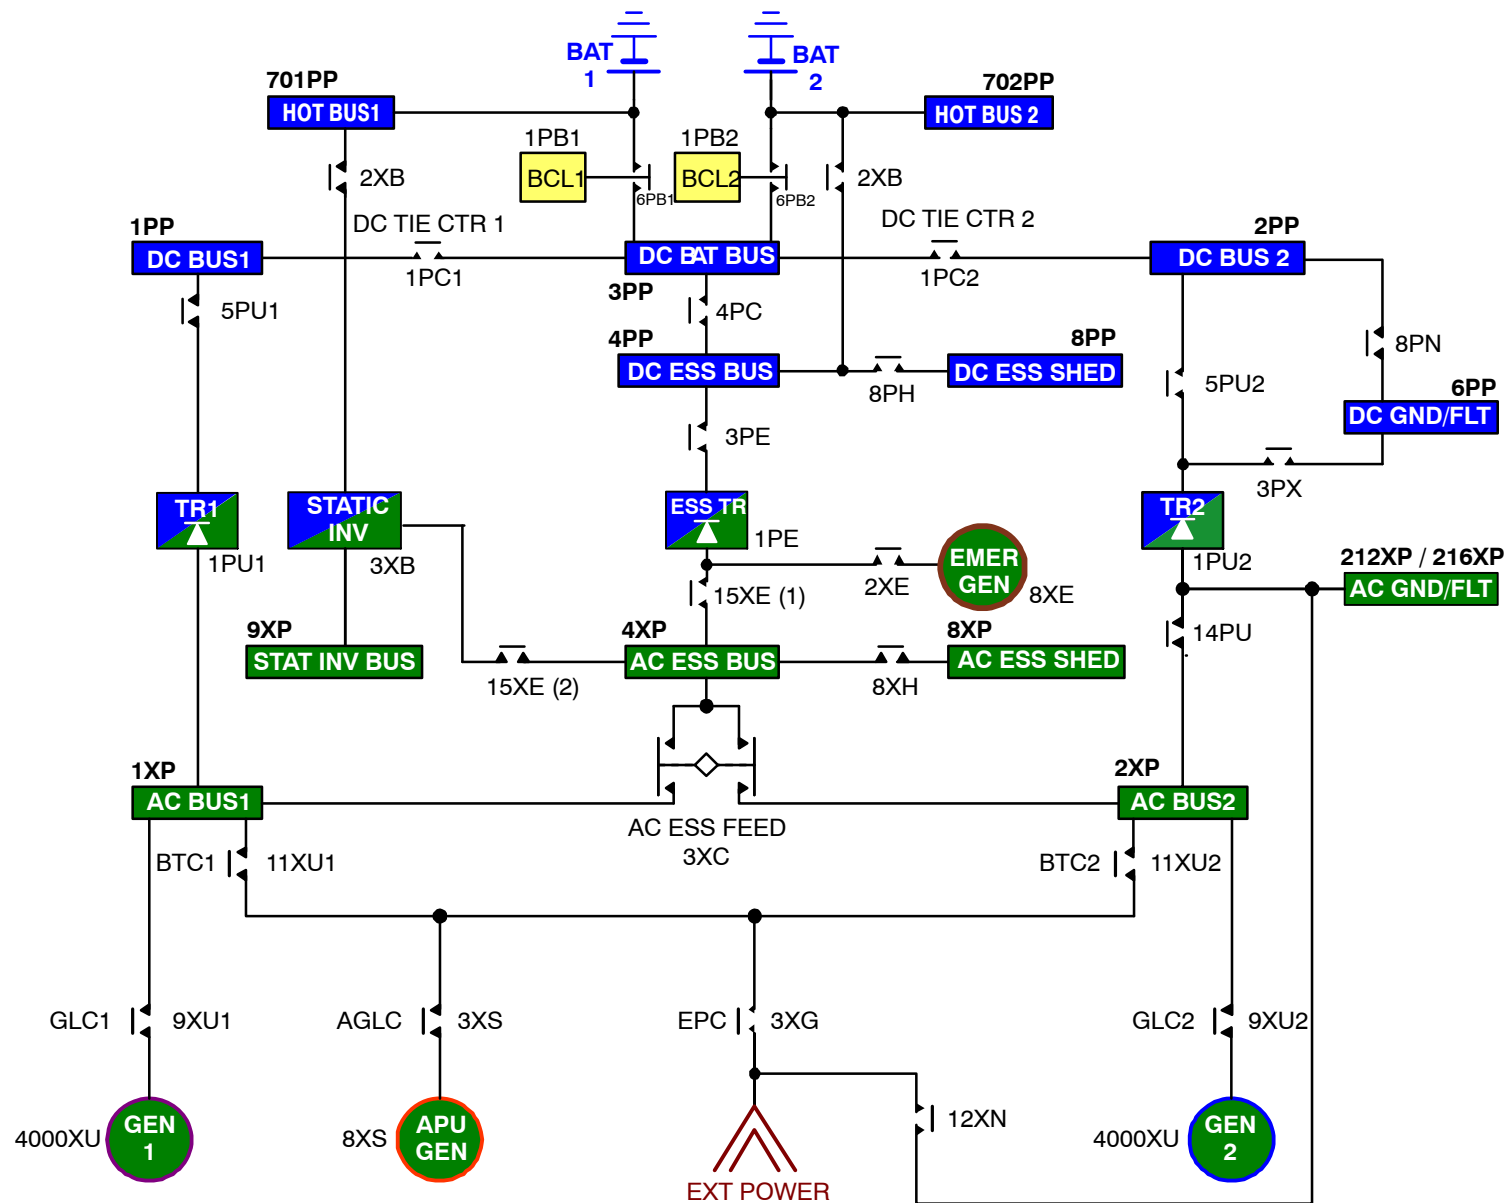 BAT
1
BAT
2
701PP
HOT BUS1
702PP
HOT BUS 2
1PB1
BCL1
6PB1
1PB2
BCL2
6PB2
2XB
2XB
DC TIE CTR 1
1PC1
DC TIE CTR 2
1PC2
1PP
DC BUS1
DC BAT BUS
3PP
2PP
DC BUS 2
5PU1
4PC
4PP
DC ESS BUS
8PH
8PP
DC ESS SHED
8PN
5PU2
6PP
DC GND/FLT
3PE
3PX
TR1
1PU1
STATIC
INV
3XB
ESS TR
1PE
2XE
EMER
GEN
8XE
TR2
1PU2
212XP / 216XP
AC GND/FLT
15XE (1)
14PU
9XP
STAT INV BUS
15XE (2)
4XP
AC ESS BUS
8XH
8XP
AC ESS SHED
1XP
AC BUS1
2XP
AC BUS2
AC ESS FEED
3XC
BTC1
11XU1
BTC2
11XU2
GLC1
9XU1
AGLC
3XS
EPC
3XG
GLC2
9XU2
4000XU
GEN
1
8XS
APU
GEN
12XN
4000XU
GEN
2
EXT POWER